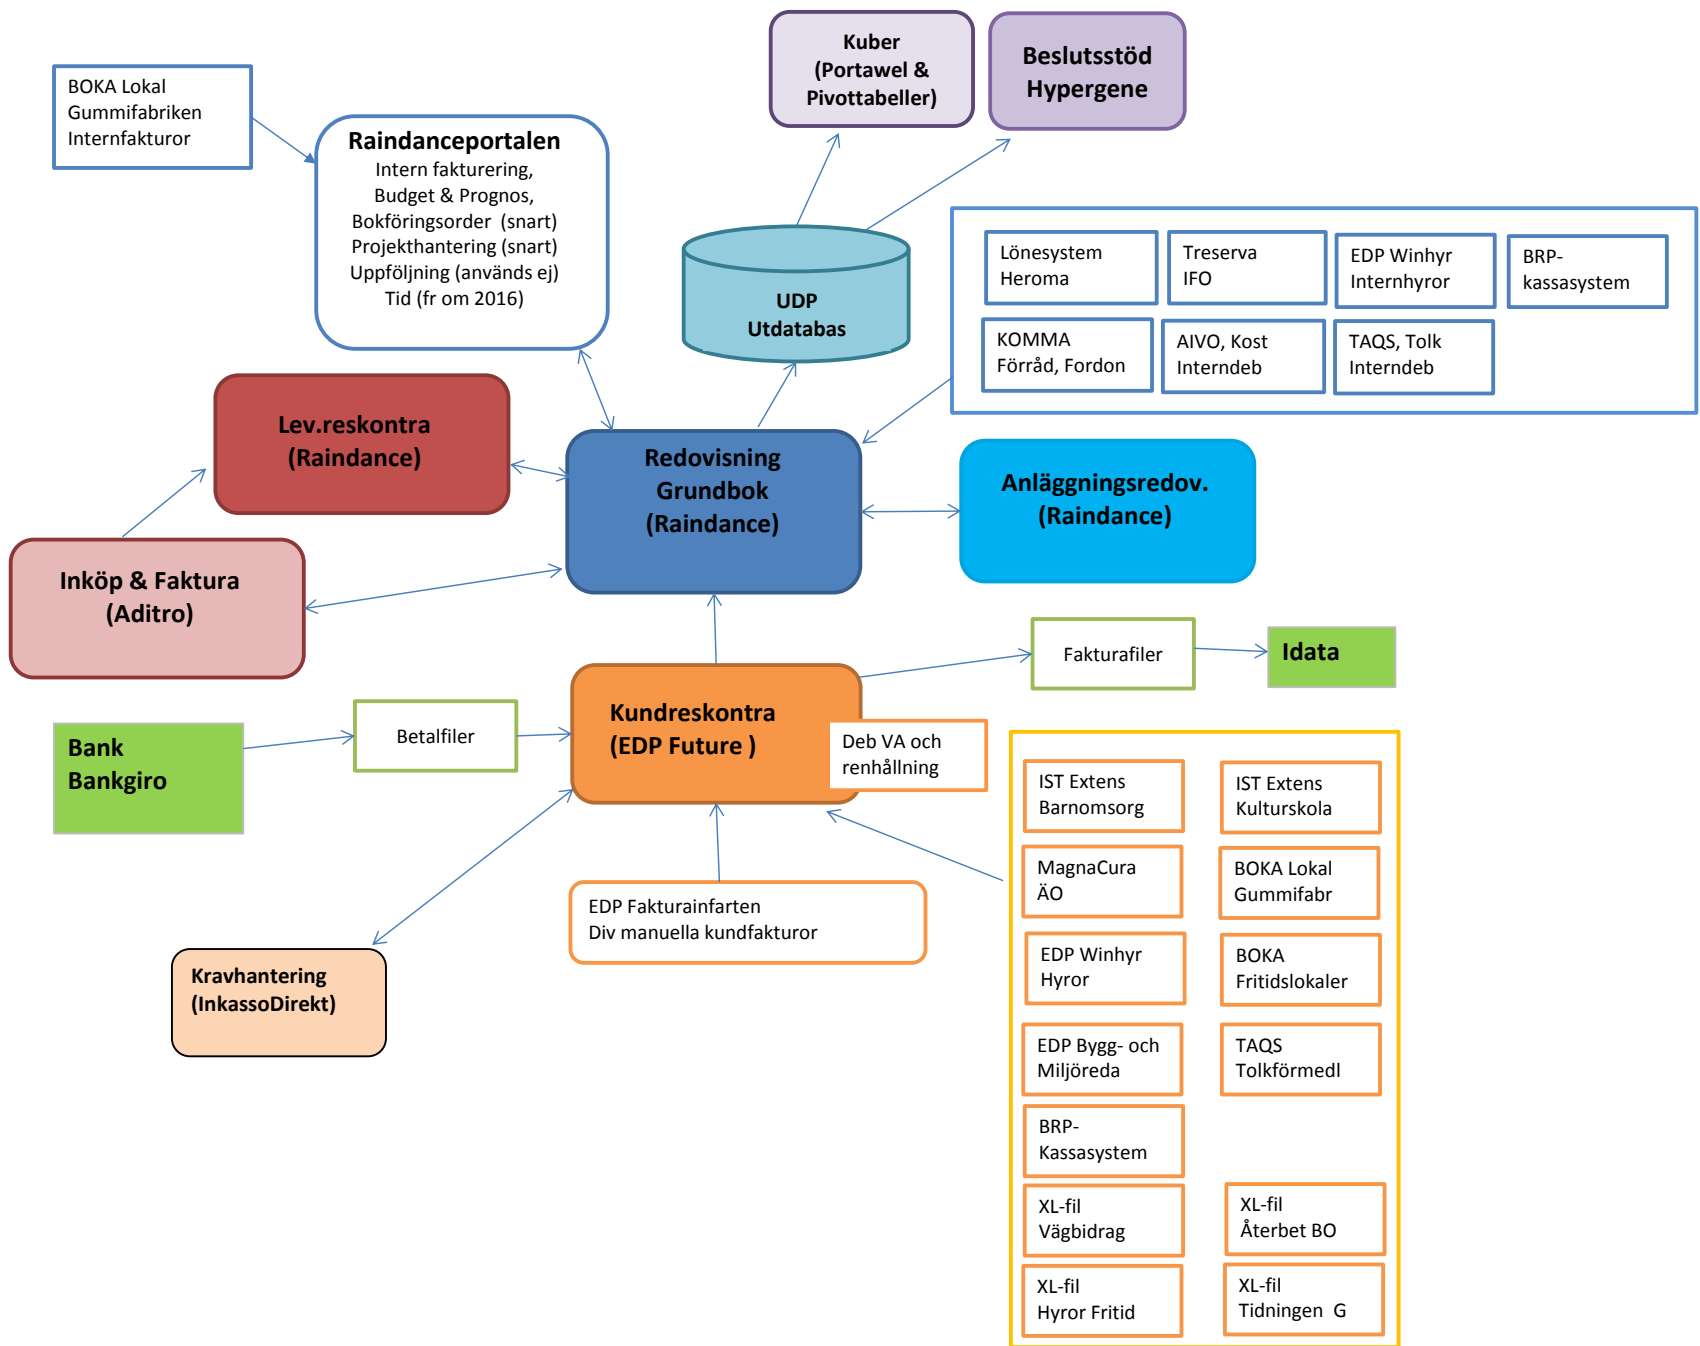 Kuber
(Portawel &
Pivottabeller)
Beslutsstöd
Hypergene
BOKA Lokal
Gummifabriken
Internfakturor
Raindanceportalen
Intern fakturering,
Budget & Prognos,
Bokföringsorder (snart)
Projekthantering (snart)
Uppföljning (används ej)
Tid (fr om 2016)
UDP
Utdatabas
Lönesystem
Heroma
Treserva
IFO
EDP Winhyr
Internhyror
BRP-
kassasystem
KOMMA
Förråd, Fordon
AIVO, Kost
Interndeb
TAQS, Tolk
Interndeb
Lev.reskontra
(Raindance)
Redovisning
Grundbok
(Raindance)
Anläggningsredov.
(Raindance)
Inköp & Faktura
(Aditro)
Fakturafiler
Idata
Bank
Bankgiro
Betalfiler
Kundreskontra
(EDP Future )
Deb VA och
renhållning
EDP Fakturainfarten
Div manuella kundfakturor
Kravhantering
(InkassoDirekt)
IST Extens
Barnomsorg
IST Extens
Kulturskola
MagnaCura
ÄO
BOKA Lokal
Gummifabr
EDP Winhyr
Hyror
BOKA
Fritidslokaler
EDP Bygg- och
Miljöreda
TAQS
Tolkförmedl
BRP-
Kassasystem
XL-fil
Vägbidrag
XL-fil
Återbet BO
XL-fil
Hyror Fritid
XL-fil
Tidningen G